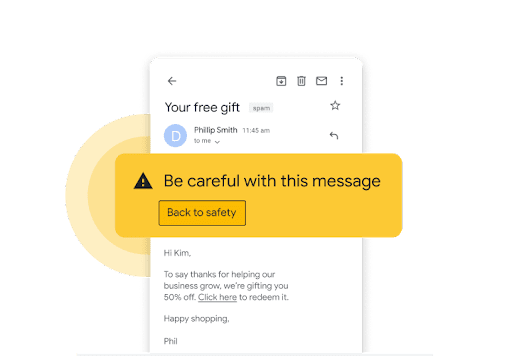 Your free gift spam
D
Phillip Smith 11:45 am
to me
Be careful with this message
Back to safety
Hi Kim,
To say thanks for helping our
business grow, we're gifting you
50% off. Click here to redeem it.
Happy shopping,
Phil